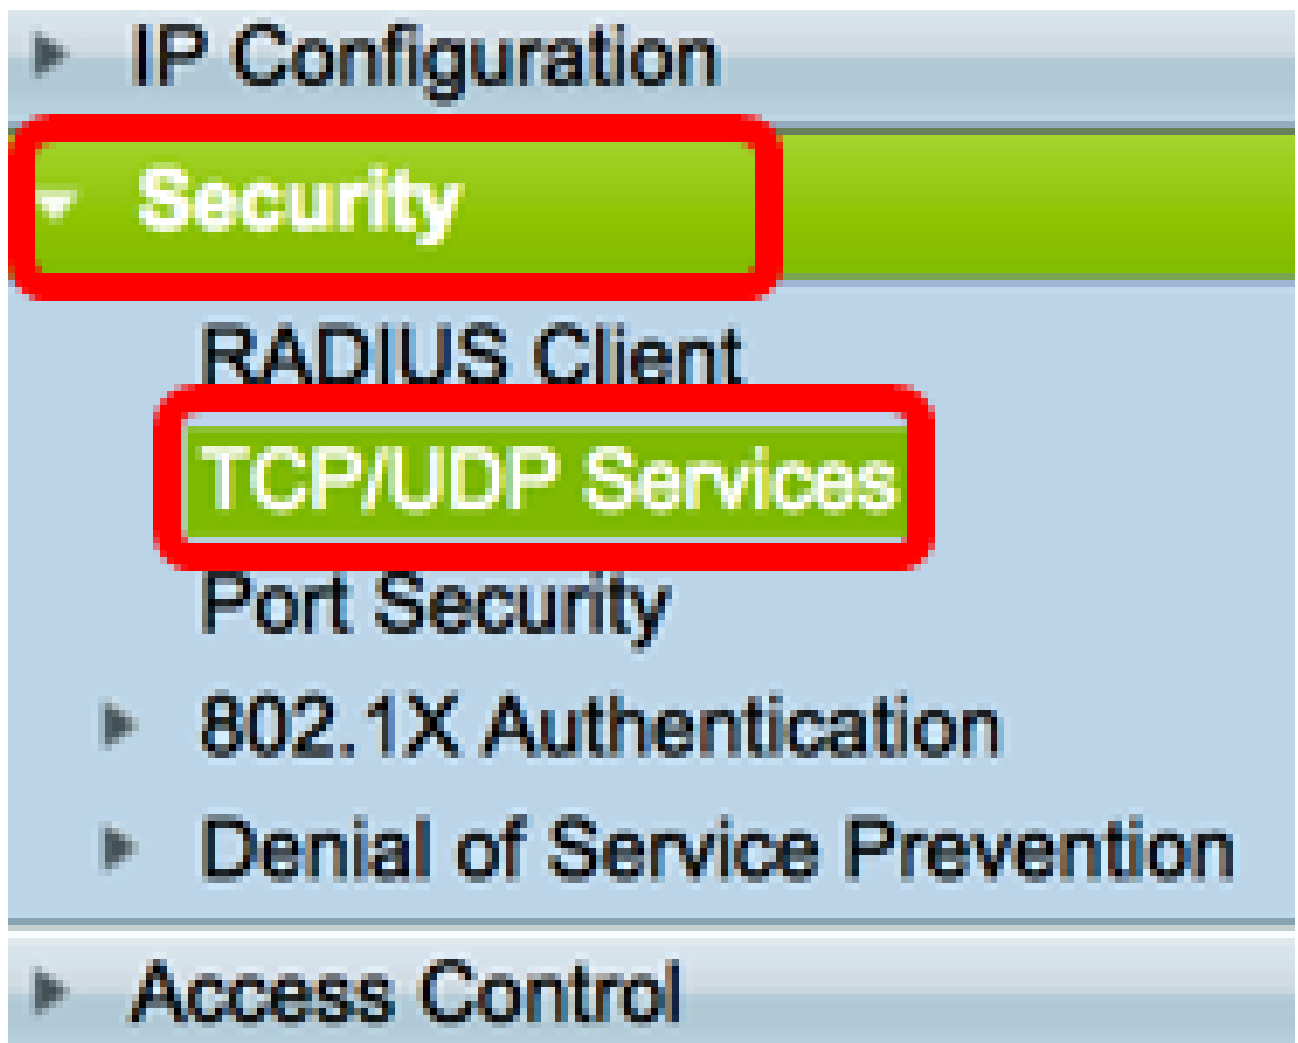 IP Configuration
Security
RADIUS Client
TCP/UDP Services
Port Security
802.1X Authentication
Denial of Service Prevention
Access Control